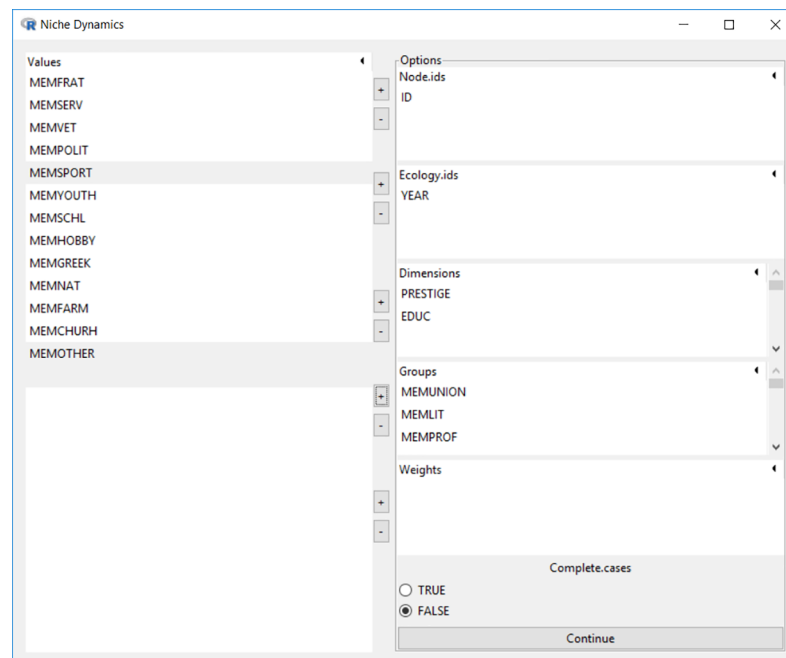 Niche Dynamics
Values
MEMFRAT
MEMSERV
MEMVET
MEMPOLIT
MEMSPORT
MEMYOUTH
MEMSCHL
MEMHOBBY
MEMGREEK
MEMNAT
MEMFARM
MEMCHURH
MEMOTHER
+
-
+
-
+
-
+
-
+
-
Options
Node.ids
ID
Ecology.ids
YEAR
Dimensions
PRESTIGE
EDUC
Groups
MEMUNION
MEMLIT
MEMPROF
Weights
Complete.cases
TRUE
FALSE
Continue